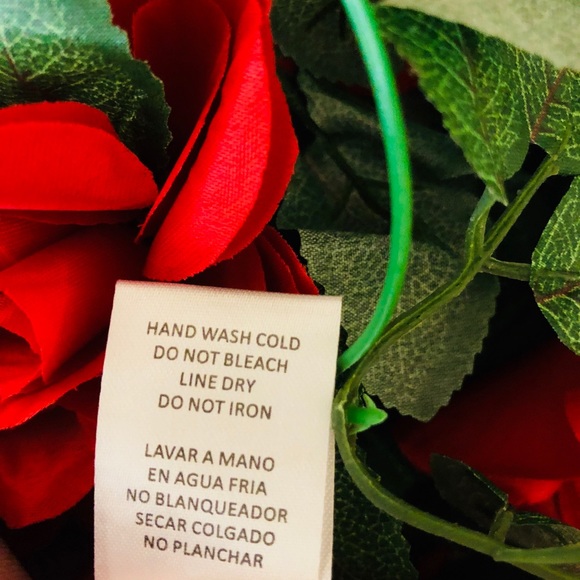 HAND WASH COLD
DO NOT BLEACH
LINE DRY
DO NOT IRON
LAVAR A MANO
EN AGUA FRIA
NO BLANQUEADOR
SECAR COLGADO
NO PLANCHAR